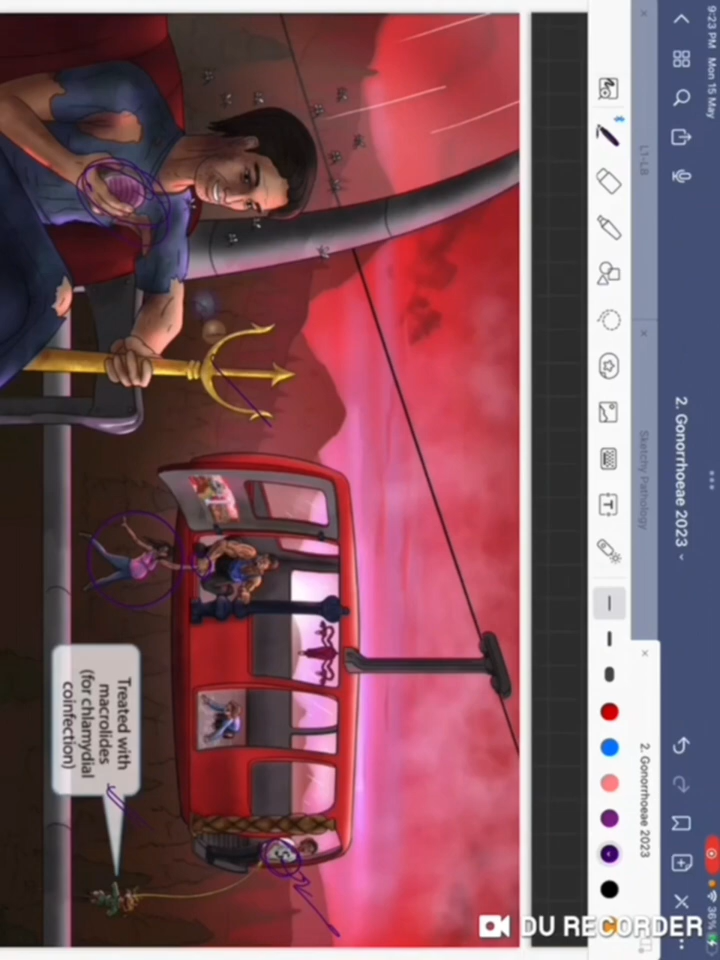 9:23 PM Mon 15 May
36%
2. Gonorrhoeae 2023
L1-L8
Sketchy Pathology
2. Gonorrhoeae 2023
T
Treated with
macrolides
(for chlamydial
coinfection)
DU RECORDER